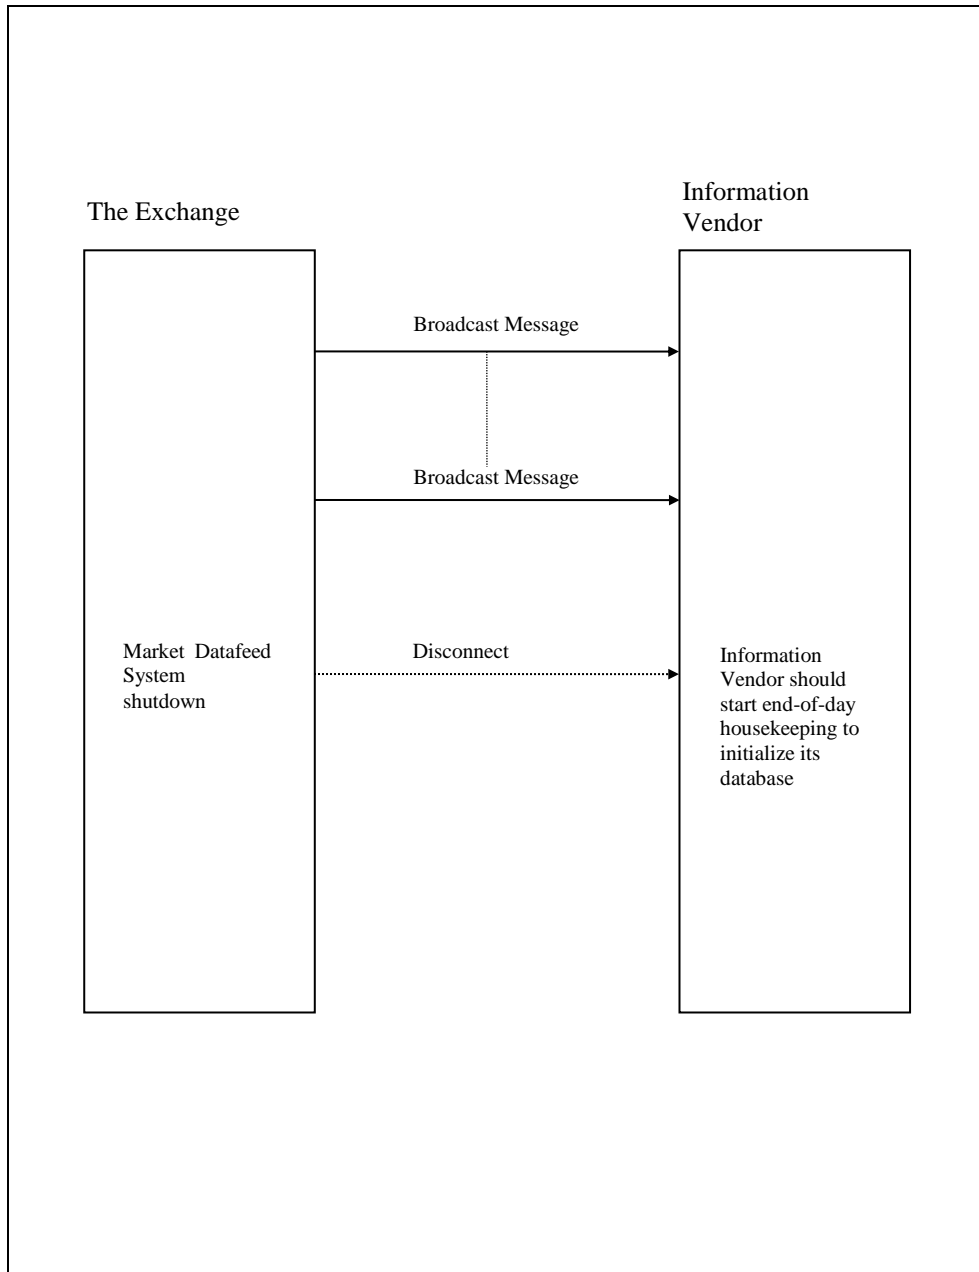 The Exchange
Information
Vendor
Broadcast Message
Broadcast Message
Market Datafeed
System
shutdown
Disconnect
Information
Vendor should
start end-of-day
housekeeping to
initialize its
database